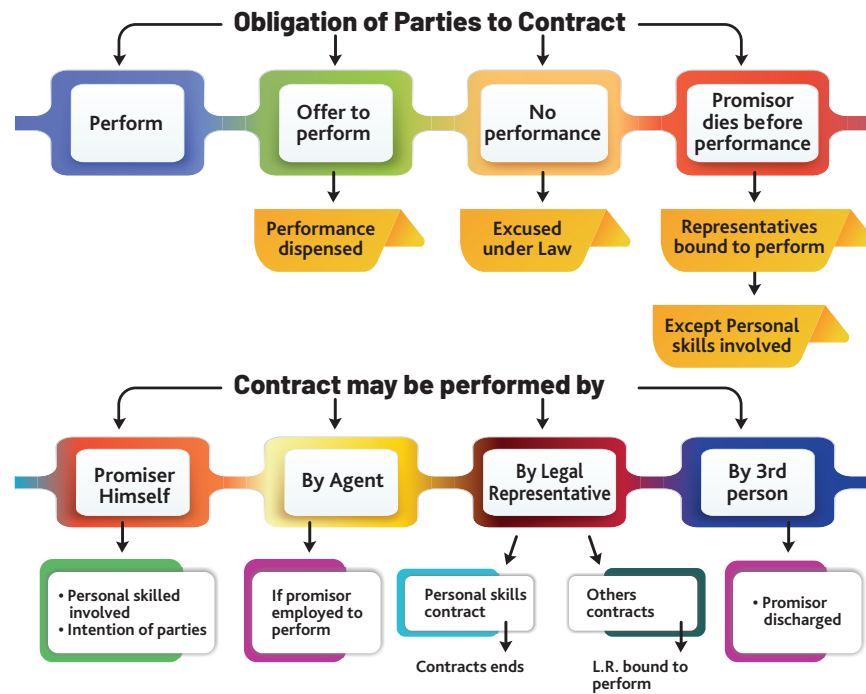 Obligation of Parties to Contract
Perform
Offer to
perform
No
performance
Promisor
dies before
performance
Performance
dispensed
Excused
under Law
Representatives
bound to perform
Except Personal
skills involved
Contract may be performed by
Promiser
Himself
By Agent
By Legal
Representative
By 3rd
person
• Personal skilled
involved
• Intention of parties
If promisor
employed to
perform
Personal skills
contract
Others
contracts
• Promisor
discharged
Contracts ends
L.R. bound to
perform